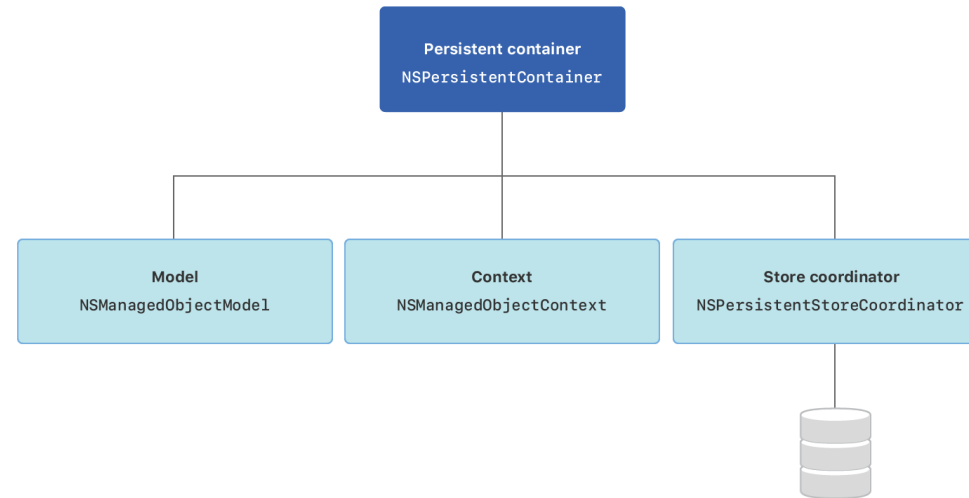 Persistent container
NSPersistentContainer
Model
NSManagedObjectModel
Context
NSManagedObjectContext
Store coordinator
NSPersistentStoreCoordinator